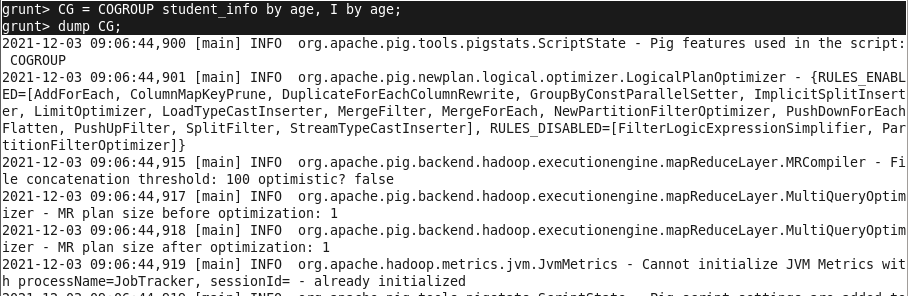 grunt> CG = COGROUP student_info by age, I by age;
grunt> dump CG;
2021-12-03 09:06:44,900 [main] INFO  org.apache.pig.tools.pigstats.ScriptState - Pig features used in the script:
 COGROUP
2021-12-03 09:06:44,901 [main] INFO  org.apache.pig.newplan.logical.optimizer.LogicalPlanOptimizer - {RULES_ENABL
ED=[AddForEach, ColumnMapKeyPrune, DuplicateForEachColumnRewrite, GroupByConstParallelSetter, ImplicitSplitInsert
er, LimitOptimizer, LoadTypeCastInserter, MergeFilter, MergeForEach, NewPartitionFilterOptimizer, PushDownForEach
Flatten, PushUpFilter, SplitFilter, StreamTypeCastInserter], RULES_DISABLED=[FilterLogicExpressionSimplifier, Par
titionFilterOptimizer]}
2021-12-03 09:06:44,915 [main] INFO  org.apache.pig.backend.hadoop.executionengine.mapReduceLayer.MRCompiler - Fi
le concatenation threshold: 100 optimistic? false
2021-12-03 09:06:44,917 [main] INFO  org.apache.pig.backend.hadoop.executionengine.mapReduceLayer.MultiQueryOptim
izer - MR plan size before optimization: 1
2021-12-03 09:06:44,918 [main] INFO  org.apache.pig.backend.hadoop.executionengine.mapReduceLayer.MultiQueryOptim
izer - MR plan size after optimization: 1
2021-12-03 09:06:44,919 [main] INFO  org.apache.hadoop.metrics.jvm.JvmMetrics - Cannot initialize JVM Metrics wit
h processName=JobTracker, sessionId= - already initialized